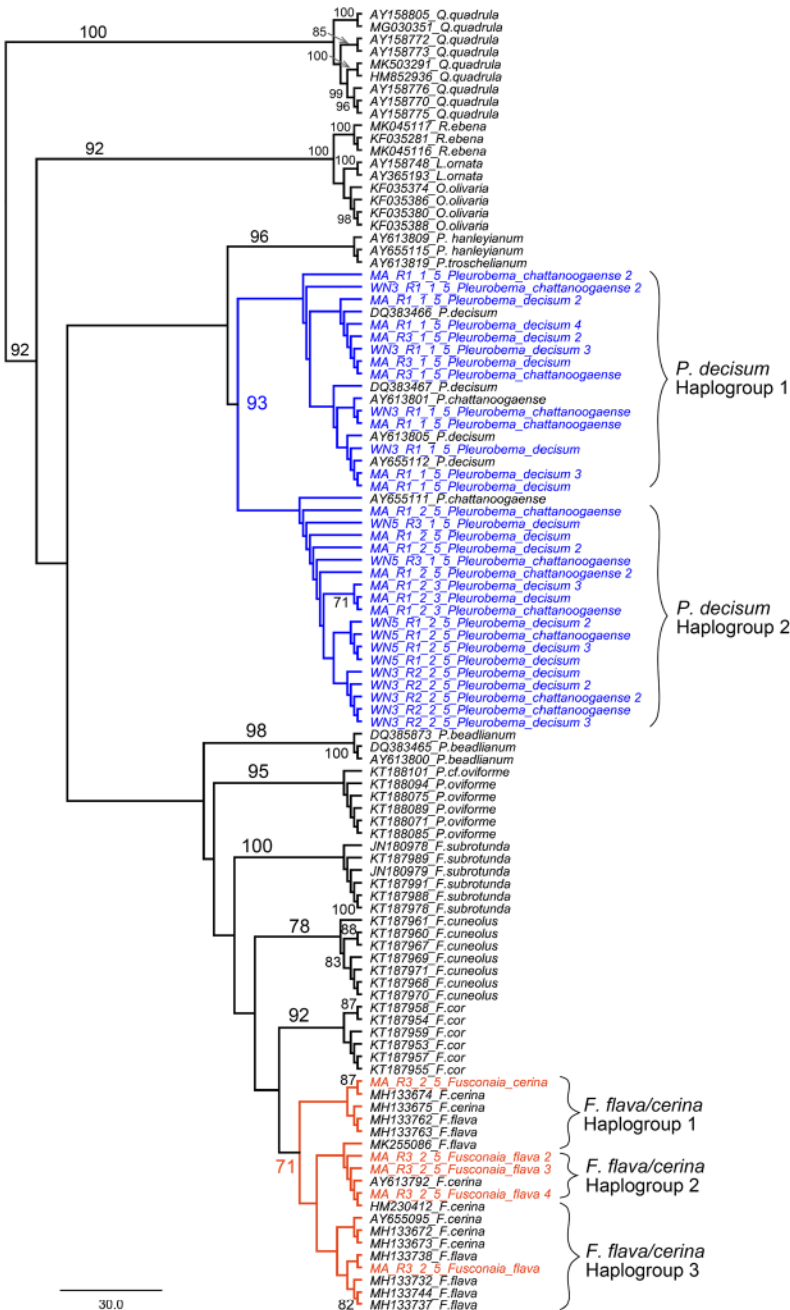 100
AY158805_Q.quadrula
MG030351_Q.quadrula
85
AY158772_Q.quadrula
100
AY158773_Q.quadrula
100
MK503291_Q.quadrula
HM852936_Q.quadrula
99
AY158776_Q.quadrula
96
AY158770_Q.quadrula
AY158775_Q.quadrula
100
MK045117_R.ebena
KF035281_R.ebena
92
100
MK045116_R.ebena
100
AY158748_L.ornata
AY365193_L.ornata
KF035374_O.olivaria
KF035386_O.olivaria
KF035380_O.olivaria
98
KF035388_O.olivaria
96
AY613809_P. hanleyianum
AY655115_P. hanleyianum
AY613819_P.troschelianum
MA_R1_1_5_Pleurobema_chattanoogaense 2
WN3_R1_1_5_Pleurobema_chattanoogaense 2
MA_R1_1_5_Pleurobema_decisum 2
DQ383466_P.decisum
MA_R1_1_5_Pleurobema_decisum 4
MA_R3_1_5_Pleurobema_decisum 2
92
WN3_R1_1_5_Pleurobema_decisum 3
MA_R3_1_5_Pleurobema_decisum
MA_R3_1_5_Pleurobema_chattanoogaense
P. decisum
Haplogroup 1
DQ383467_P.decisum
93
AY613801_P.chattanoogaense
WN3_R1_1_5_Pleurobema_chattanoogaense
MA_R1_1_5_Pleurobema_chattanoogaense
AY613805_P.decisum
WN3_R1_1_5_Pleurobema_decisum
AY655112_P.decisum
MA_R1_1_5_Pleurobema_decisum 3
MA_R1_1_5_Pleurobema_decisum
AY655111_P.chattanoogaense
MA_R1_2_5_Pleurobema_chattanoogaense
WN5_R3_1_5_Pleurobema_decisum
MA_R1_2_5_Pleurobema_decisum
MA_R1_2_5_Pleurobema_decisum 2
WN5_R3_1_5_Pleurobema_chattanoogaense
MA_R1_2_5_Pleurobema_chattanoogaense 2
MA_R1_2_3_Pleurobema_decisum 3
71
MA_R1_2_3_Pleurobema_decisum
MA_R1_2_3_Pleurobema_chattanoogaense
P. decisum
Haplogroup 2
WN5_R1_2_5_Pleurobema_decisum 2
WN5_R1_2_5_Pleurobema_chattanoogaense
WN5_R1_2_5_Pleurobema_decisum 3
WN5_R1_2_5_Pleurobema_decisum
WN3_R2_2_5_Pleurobema_decisum
WN3_R2_2_5_Pleurobema_decisum 2
WN3_R2_2_5_Pleurobema_chattanoogaense 2
WN3_R2_2_5_Pleurobema_chattanoogaense
WN3_R2_2_5_Pleurobema_decisum 3
98
DQ385873_P.beadlianum
DQ383465_P.beadlianum
100
AY613800_P.beadlianum
95
KT188101_P.cf.oviforme
KT188094_P.oviforme
KT188075_P.oviforme
KT188089_P.oviforme
KT188071_P.oviforme
KT188085_P.oviforme
100
JN180978_F.subrotunda
KT187989_F.subrotunda
JN180979_F.subrotunda
KT187991_F.subrotunda
KT187988_F.subrotunda
100
KT187978_F.subrotunda
78
KT187961_F.cuneolus
88
KT187960_F.cuneolus
KT187967_F.cuneolus
83
KT187969_F.cuneolus
KT187971_F.cuneolus
KT187968_F.cuneolus
KT187970_F.cuneolus
92
87
KT187958_F.cor
KT187954_F.cor
KT187959_F.cor
KT187953_F.cor
KT187957_F.cor
KT187955_F.cor
87
MA_R3_2_5_Fusconaia_cerina
MH133674_F.cerina
MH133675_F.cerina
MH133762_F.flava
MH133763_F.flava
F. flava/cerina
Haplogroup 1
MK255086_F.flava
71
MA_R3_2_5_Fusconaia_flava 2
MA_R3_2_5_Fusconaia_flava 3
AY613792_F.cerina
MA_R3_2_5_Fusconaia_flava 4
F. flava/cerina
Haplogroup 2
HM230412_F.cerina
AY655095_F.cerina
MH133672_F.cerina
MH133673_F.cerina
MH133738_F.flava
MA_R3_2_5_Fusconaia_flava
F. flava/cerina
Haplogroup 3
MH133732_F.flava
MH133744_F.flava
82
MH133737_F.flava
30.0